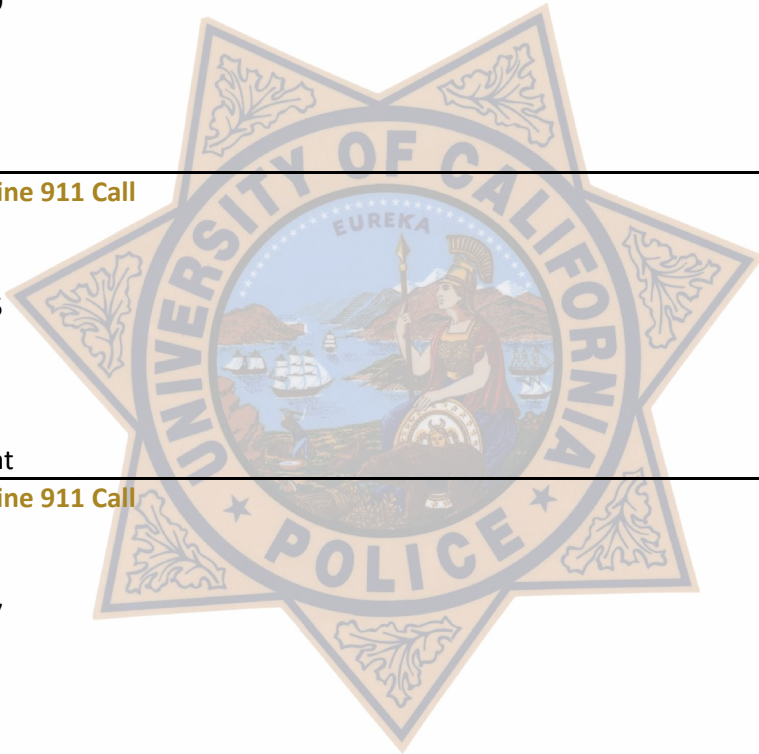 ine 911 Call
UNIVERSITY OF CALIFORNIA
EUREKA
nt
ine 911 Call
POLICE